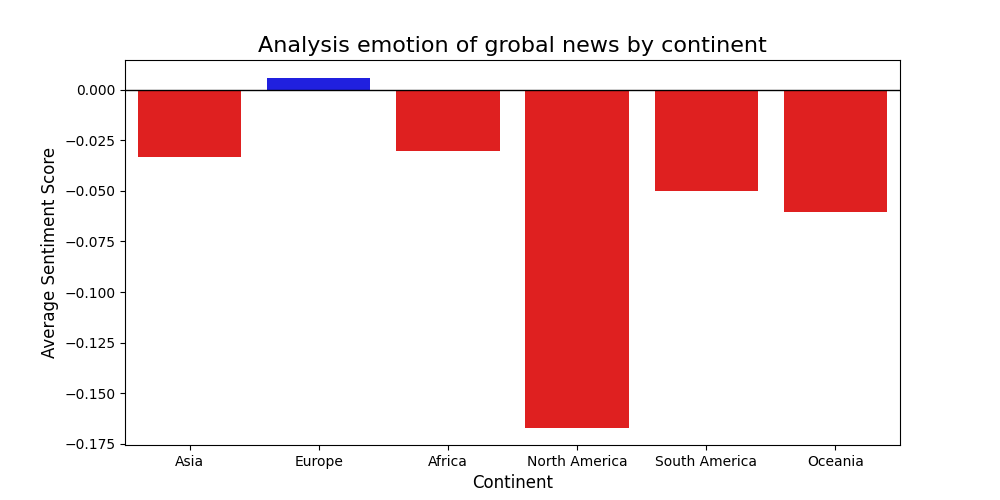 Analysis emotion of grobal news by continent
Average Sentiment Score
0.000
−0.025
−0.050
−0.075
−0.100
−0.125
−0.150
−0.175
Asia Europe Africa North America South America Oceania
Continent